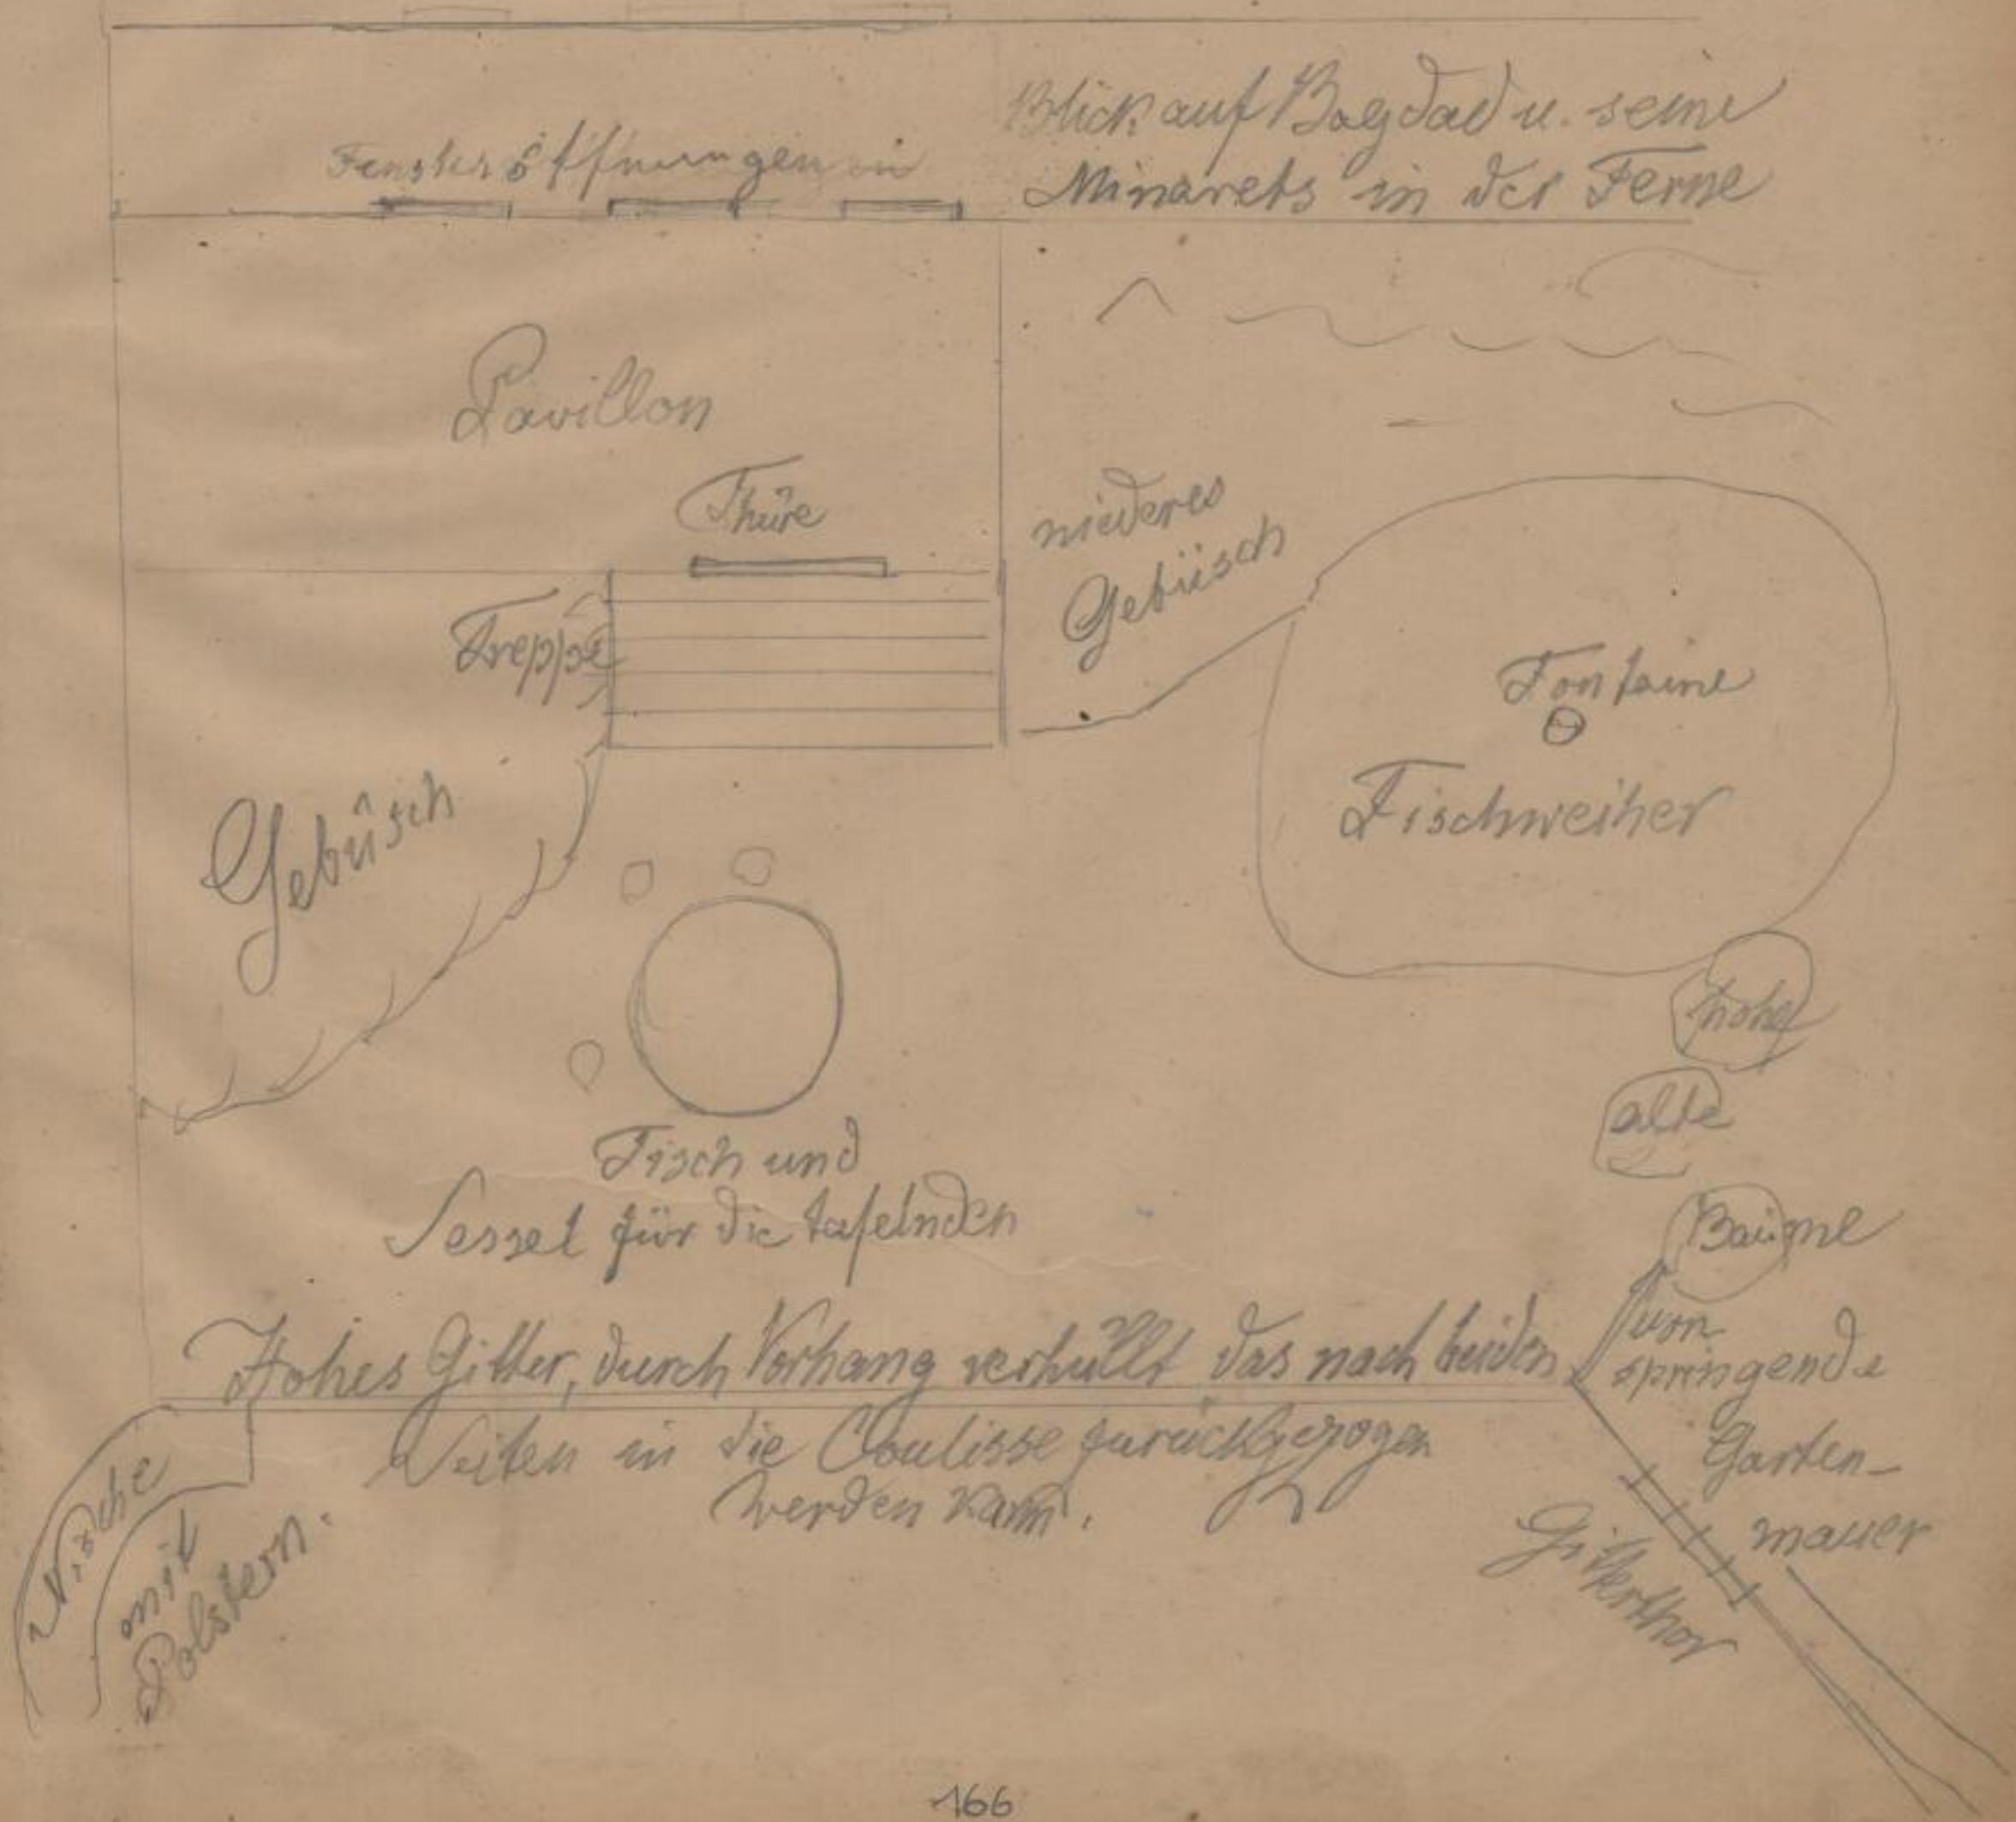 Blick auf Bagdad u. seine
Minarets in der Ferne
Fensteröffnungen
Pavillon
Thüre
niederes
Gebüsch
Treppe
Fontaine
Fischweiher
Gebüsch
hohe
alte
Bäume
Tisch und
Sessel für die tafelnden
Hohes Gitter, durch Vorhang verhüllt das nach beiden
Seiten in die Coulisse zurückgezogen
werden kann.
vor
springende
Garten-
mauer
Gitterthor
Nische
mit
Polstern.
166